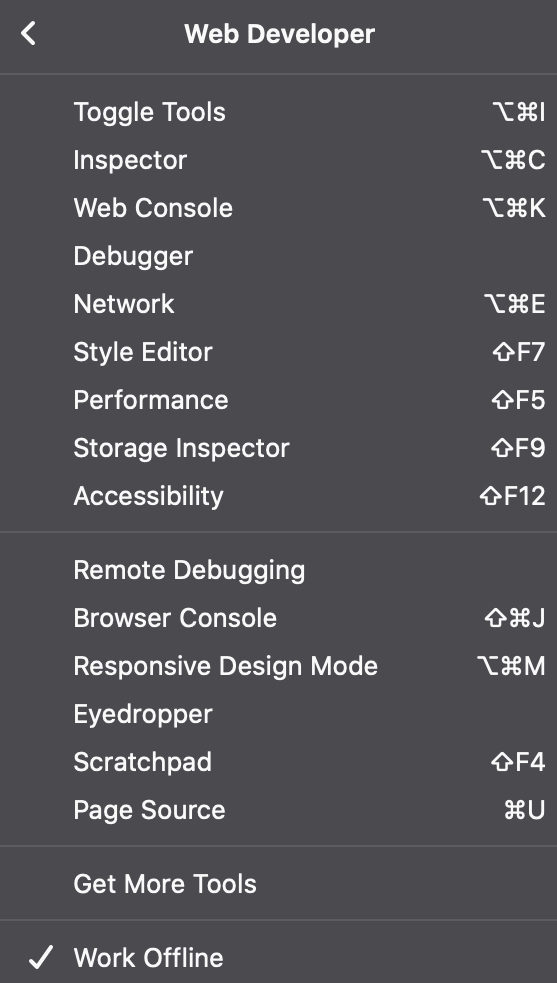 Web Developer
Toggle Tools ⌥⌘I
Inspector ⌥⌘C
Web Console ⌥⌘K
Debugger
Network ⌥⌘E
Style Editor ⇧F7
Performance ⇧F5
Storage Inspector ⇧F9
Accessibility ⇧F12
Remote Debugging
Browser Console ⇧⌘J
Responsive Design Mode ⌥⌘M
Eyedropper
Scratchpad ⇧F4
Page Source ⌘U
Get More Tools
✓ Work Offline